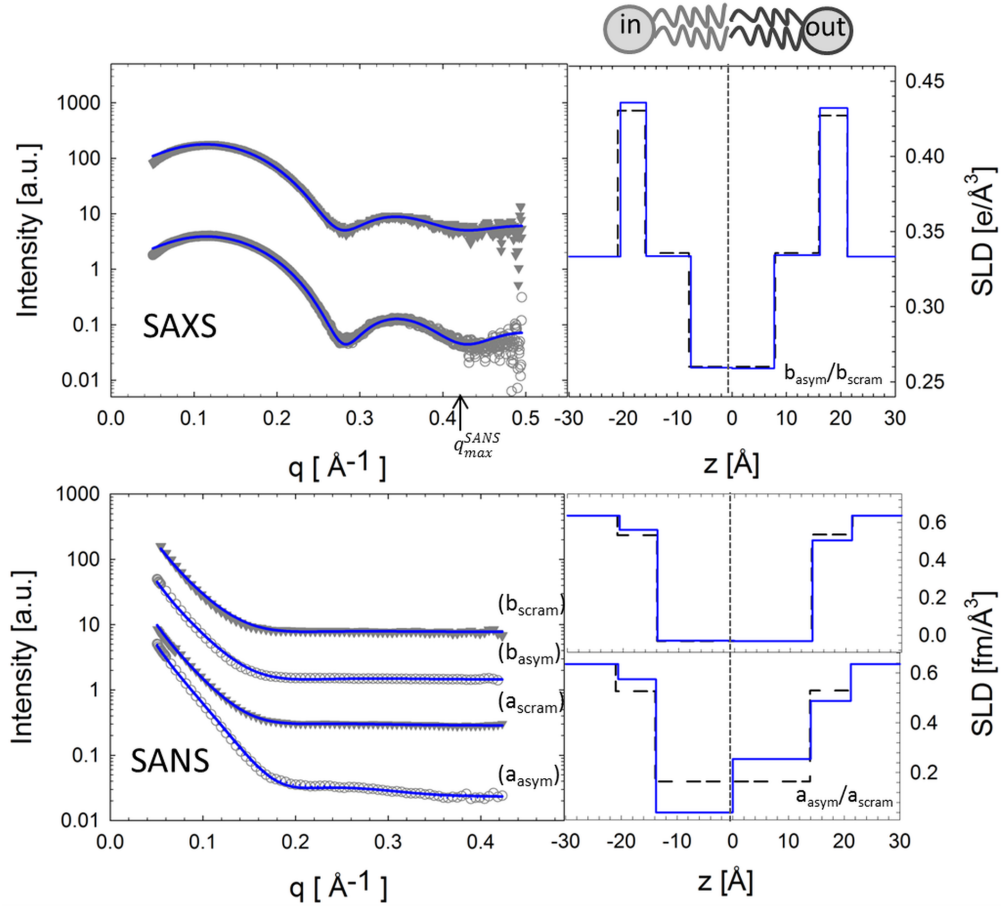 in
out
1000
100
10
1
0.1
0.01
Intensity [a.u.]
SAXS
0.0
0.1
0.2
0.3
0.4
0.5
q [ Å-1 ]
q_max^SANS
0.45
0.40
0.35
0.30
0.25
SLD [e/Å3]
b_asym/b_scram
-30
-20
-10
0
10
20
30
z [Å]
1000
100
10
1
0.1
0.01
Intensity [a.u.]
(b_scram)
(b_asym)
(a_scram)
(a_asym)
SANS
0.0
0.1
0.2
0.3
0.4
q [ Å-1 ]
0.6
0.4
0.2
0.0
0.6
0.4
0.2
SLD [fm/Å3]
a_asym/a_scram
-30
-20
-10
0
10
20
30
z [Å]